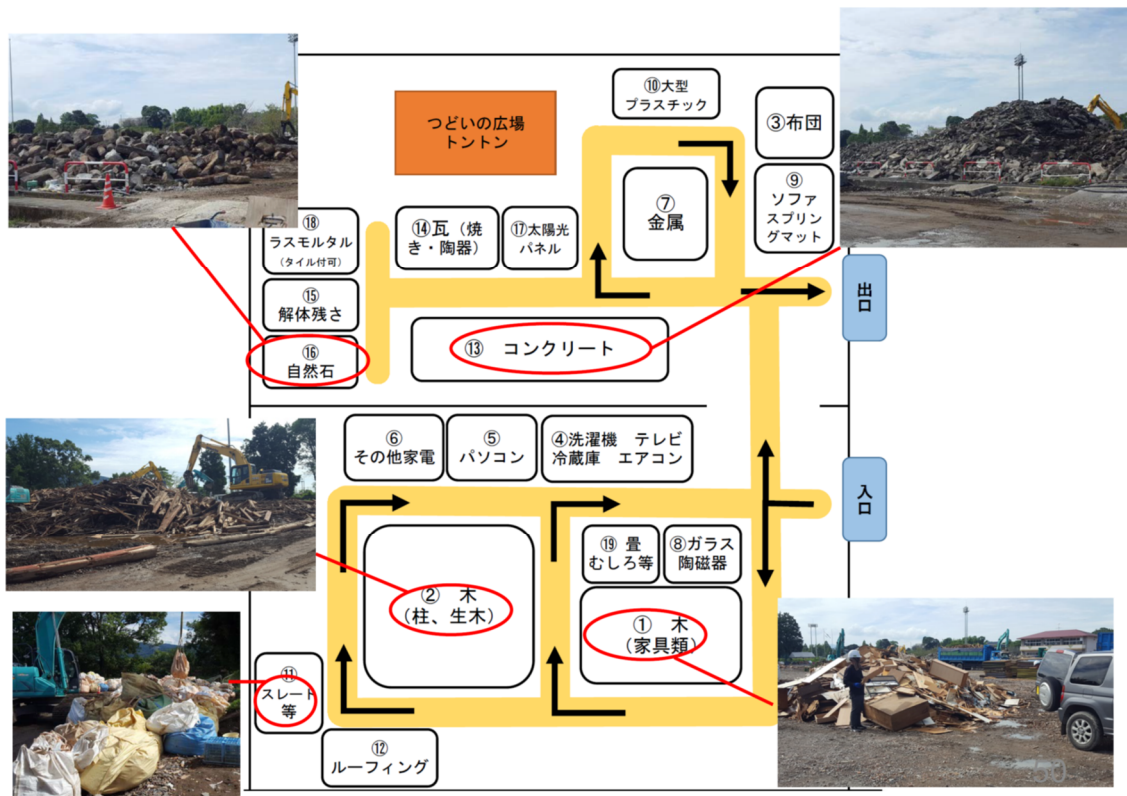 つどいの広場
トントン
⑩大型
プラスチック
③布団
⑨
ソファ
スプリン
グマット
⑦
金属
⑱
ラスモルタル
(タイル付可)
⑭瓦（焼
き・陶器）
⑰太陽光
パネル
⑮
解体残さ
⑯
自然石
⑬ コンクリート
出口
⑥
その他家電
⑤
パソコン
④洗濯機 テレビ
冷蔵庫 エアコン
入口
⑲ 畳
むしろ等
⑧ガラス
陶磁器
② 木
（柱、生木）
① 木
（家具類）
⑪
スレート
等
⑫
ルーフィング